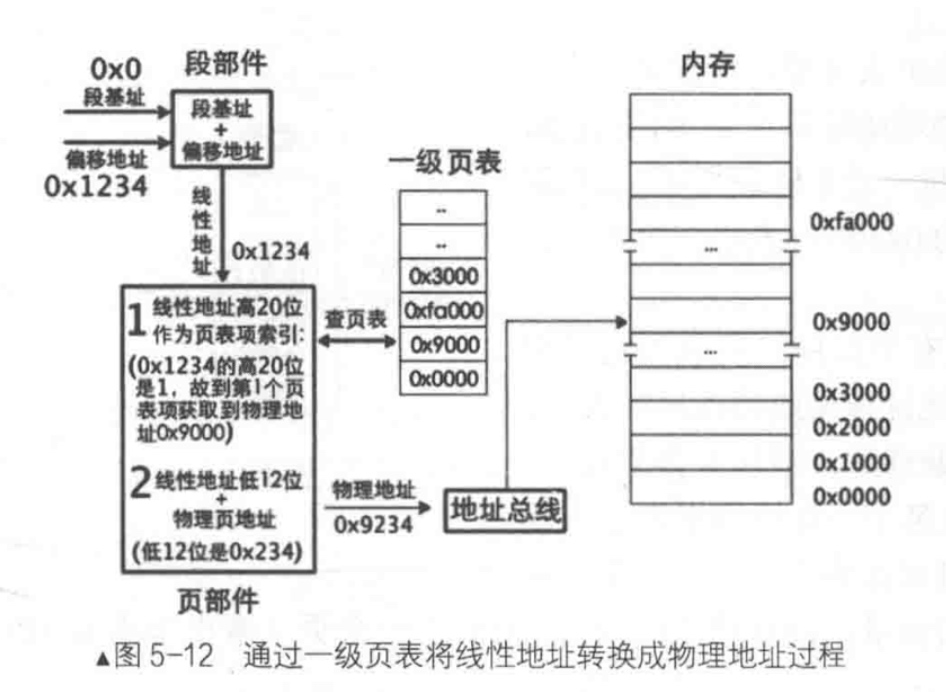 段部件
0x0
段基址
段基址
+
偏移地址
偏移地址
0x1234
线性地址
0x1234
一级页表
..
..
0x3000
0xfa000
0x9000
0x0000
查页表
1 线性地址高20位
作为页表项索引:
(0x1234的高20位
是1，故到第1个页
表项获取到物理地
址0x9000)
2 线性地址低12位
+
物理页地址
(低12位是0x234)
页部件
物理地址
0x9234
地址总线
内存
0xfa000
...
0x9000
...
0x3000
0x2000
0x1000
0x0000
▲图 5-12 通过一级页表将线性地址转换成物理地址过程